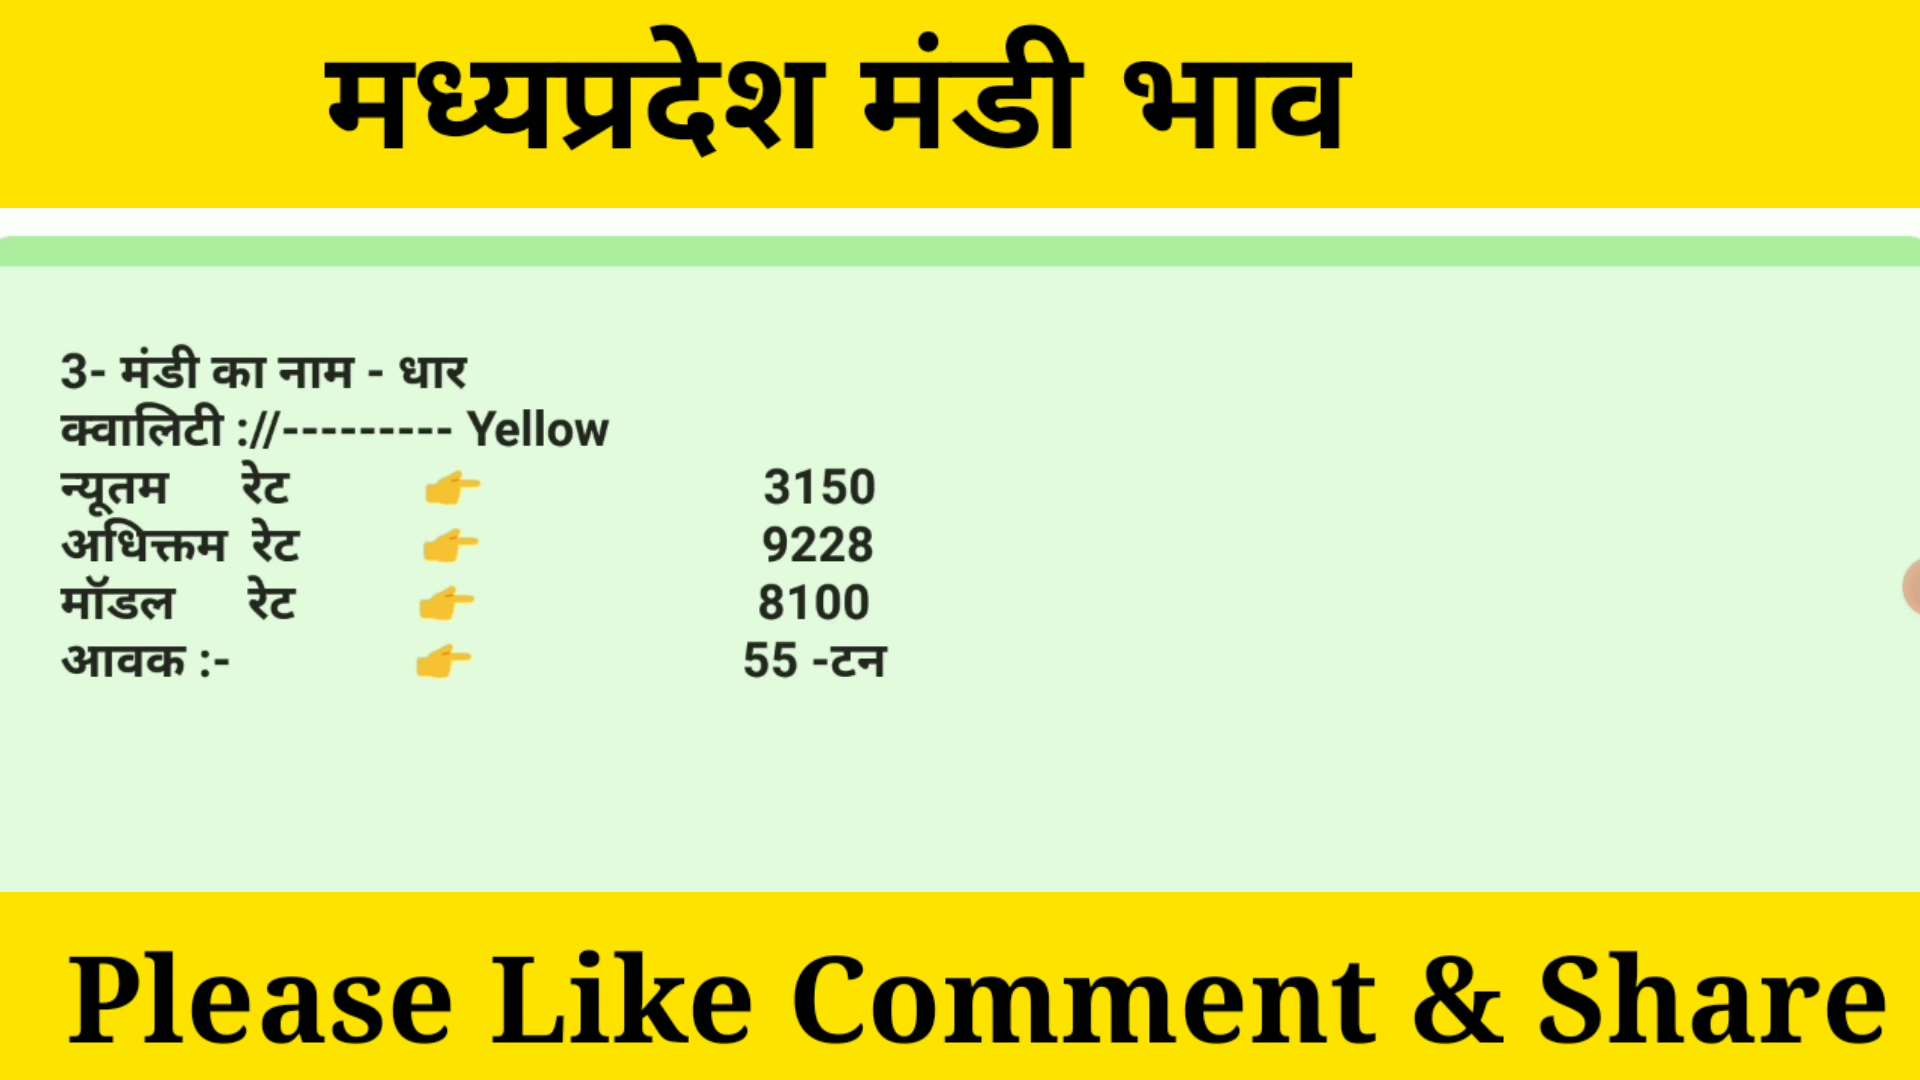 मध्यप्रदेश मंडी भाव
3- मंडी का नाम - धार
क्वालिटी ://--------- Yellow
न्यूतम रेट 👉 3150
अधिक्तम रेट 👉 9228
मॉडल रेट 👉 8100
आवक :- 👉 55 -टन
Please Like Comment & Share